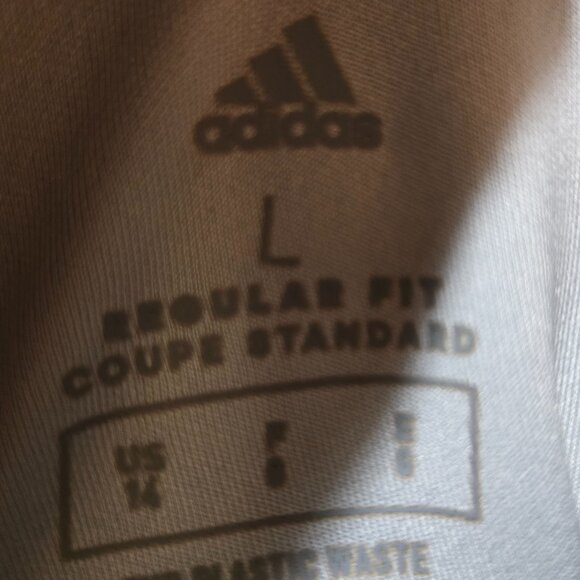 adidas
L
REGULAR FIT
COUPE STANDARD
US
14
PLASTIC WASTE